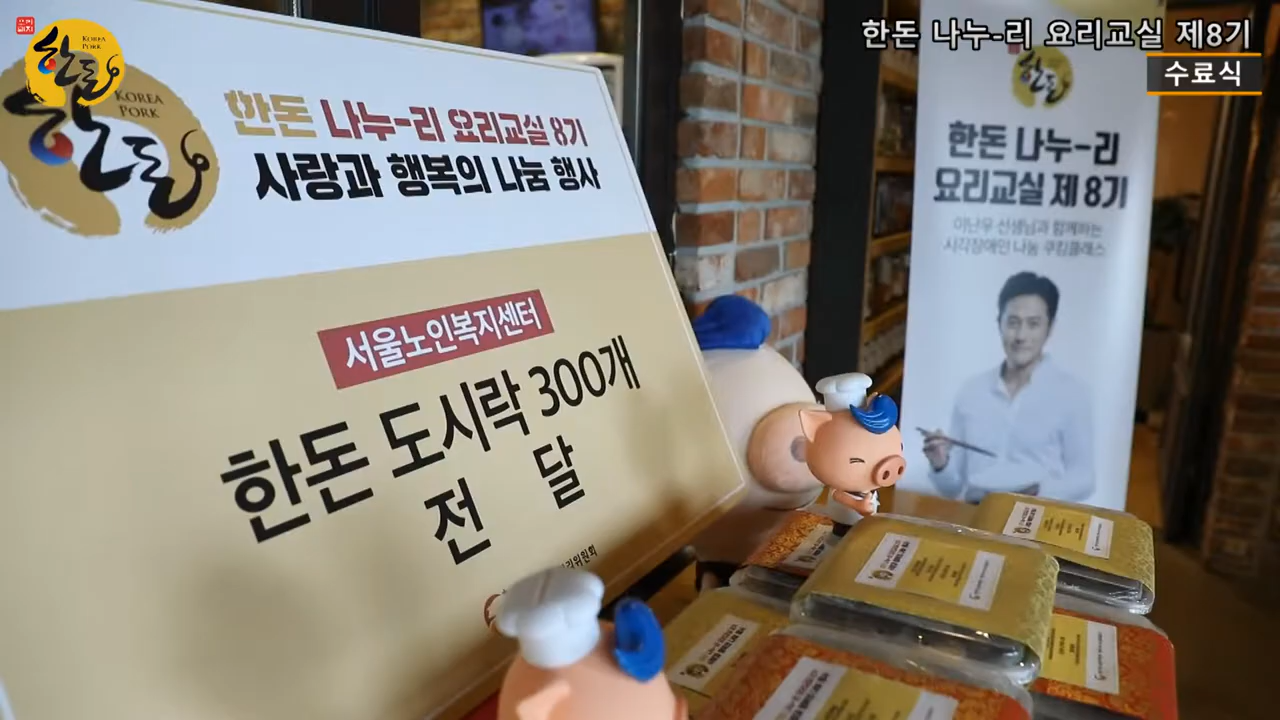 한돈 나누-리 요리교실 제8기
수료식
한돈
KOREA
PORK
한돈
KOREA
PORK
한돈 나누-리 요리교실 8기
사랑과 행복의 나눔 행사
서울노인복지센터
한돈 도시락 300개
전 달
한돈
한돈 나누-리
요리교실 제 8기
이난우 선생님과 함께하는
시각장애인 나눔 쿠킹클래스